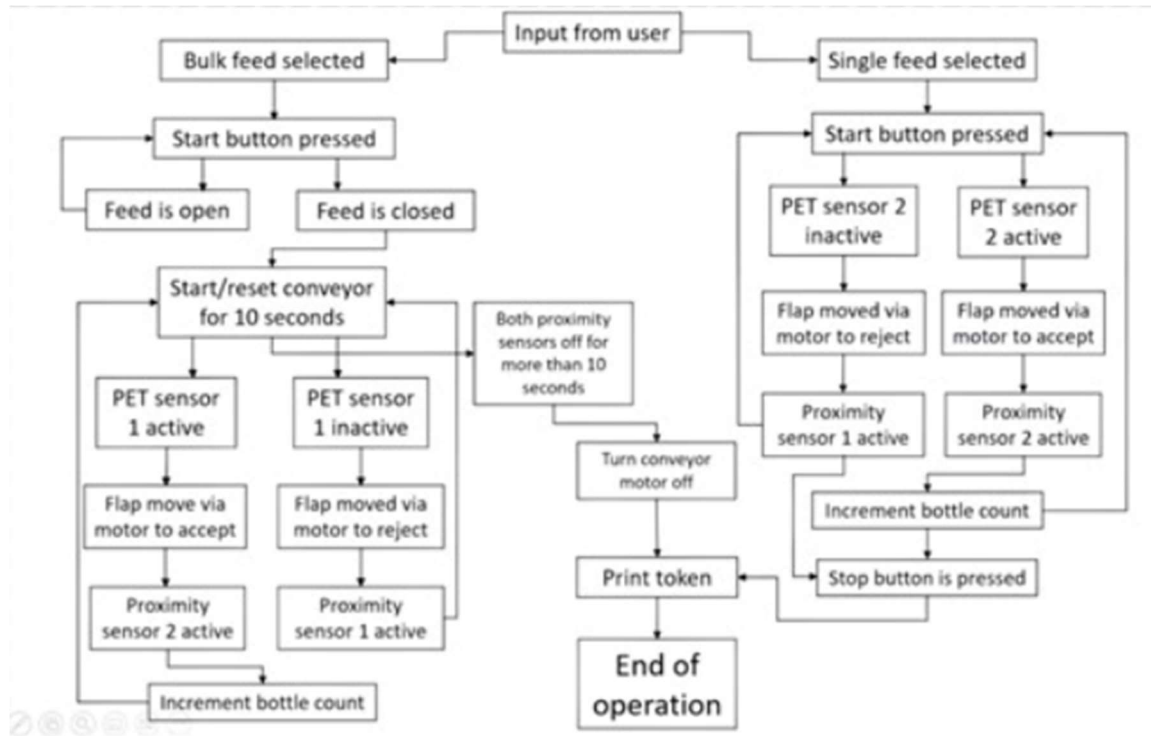 Input from user
Bulk feed selected
Single feed selected
Start button pressed
Start button pressed
Feed is open
Feed is closed
PET sensor 2
inactive
PET sensor
2 active
Start/reset conveyor
for 10 seconds
Both proximity
sensors off for
more than 10
seconds
Flap moved via
motor to reject
Flap moved via
motor to accept
PET sensor
1 active
PET sensor
1 inactive
Proximity
sensor 1 active
Proximity
sensor 2 active
Turn conveyor
motor off
Flap move via
motor to accept
Flap moved via
motor to reject
Increment bottle count
Print token
Stop button is pressed
Proximity
sensor 2 active
Proximity
sensor 1 active
End of
operation
Increment bottle count